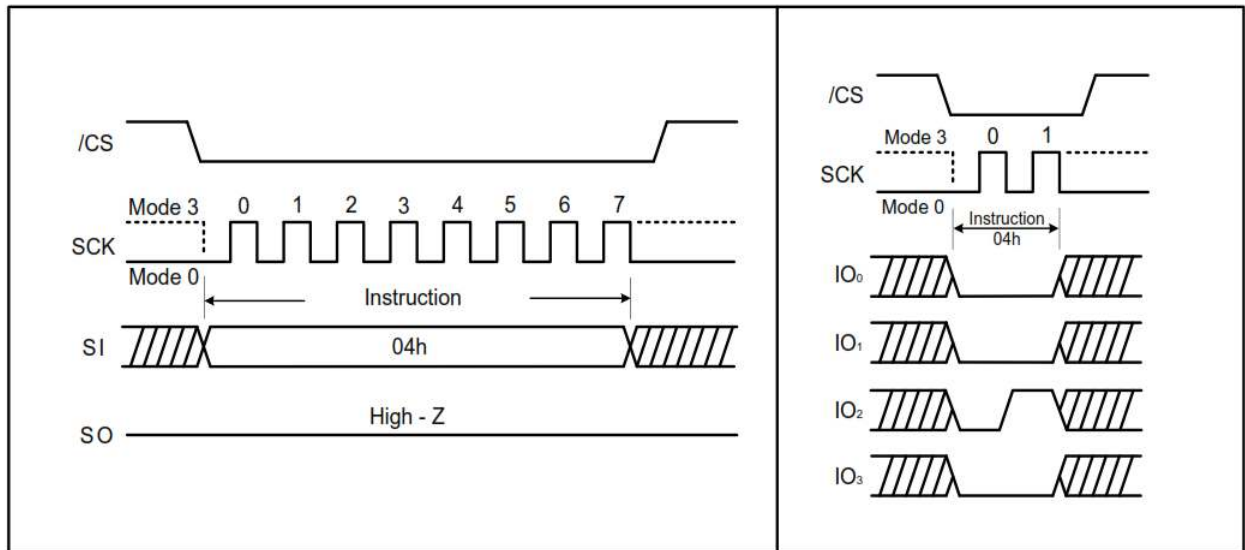 /CS
Mode 3 0 1 2 3 4 5 6 7
SCK
Mode 0
Instruction
SI 04h
High - Z
SO
/CS
Mode 3 0 1
SCK
Mode 0
Instruction
04h
IO₀
IO₁
IO₂
IO₃